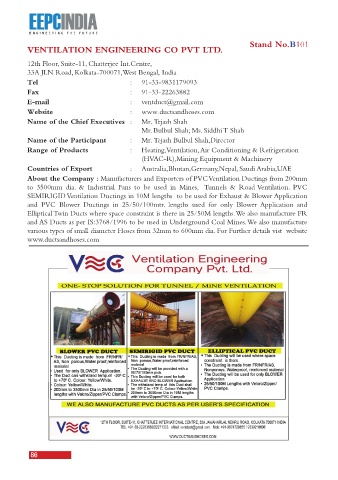 EEPCINDIA
ENGINEERING THE FUTURE
VENTILATION ENGINEERING CO PVT LTD.
Stand No.B101
12th Floor, Suite-11, Chatterjee Int.Centre,
33A JLN Road, Kolkata-700071, West Bengal, India
Tel : 91-33-9831179093
Fax : 91-33-22263882
E-mail : ventduct@gmail.com
Website : www.ductsandhoses.com
Name of the Chief Executives : Mr. Tejash Shah
Mr. Bulbul Shah; Ms. Siddhi T Shah
Name of the Participant : Mr. Tejash Bulbul Shah, Director
Range of Products : Heating, Ventilation, Air Conditioning & Refrigeration
(HVAC-R), Mining Equipment & Machinery
Countries of Export : Australia, Bhutan, Germany, Nepal, Saudi Arabia, UAE
About the Company : Manufacturers and Exporters of PVC Ventilation Ductings from 200mm
to 3500mm dia. & Industrial Fans to be used in Mines, Tunnels & Road Ventilation. PVC
SEMIRIGID Ventilation Ductings in 10M lengths to be used for Exhaust & Blower Application
and PVC Blower Ductings in 25/50/100mtr. lengths used for only Blower Application and
Elliptical Twin Ducts where space constraint is there in 25/50M lengths. We also manufacture FR
and AS Ducts as per IS:3768/1996 to be used in Underground Coal Mines. We also manufacture
various types of small diameter Hoses from 32mm to 600mm dia. For Further details visit website
www.ductsandhoses.com
Ventilation Engineering
Company Pvt. Ltd.
ONE- STOP SOLUTION FOR TUNNEL / MINE VENTILATION
BLOWER PVC DUCT
SEMIRIGID PVC DUCT
ELLIPTICAL PVC DUCT
WE ALSO MANUFACTURE PVC DUCTS AS PER USER'S SPECIFICATION
WWW.DUCTSANDHOSES.COM
86